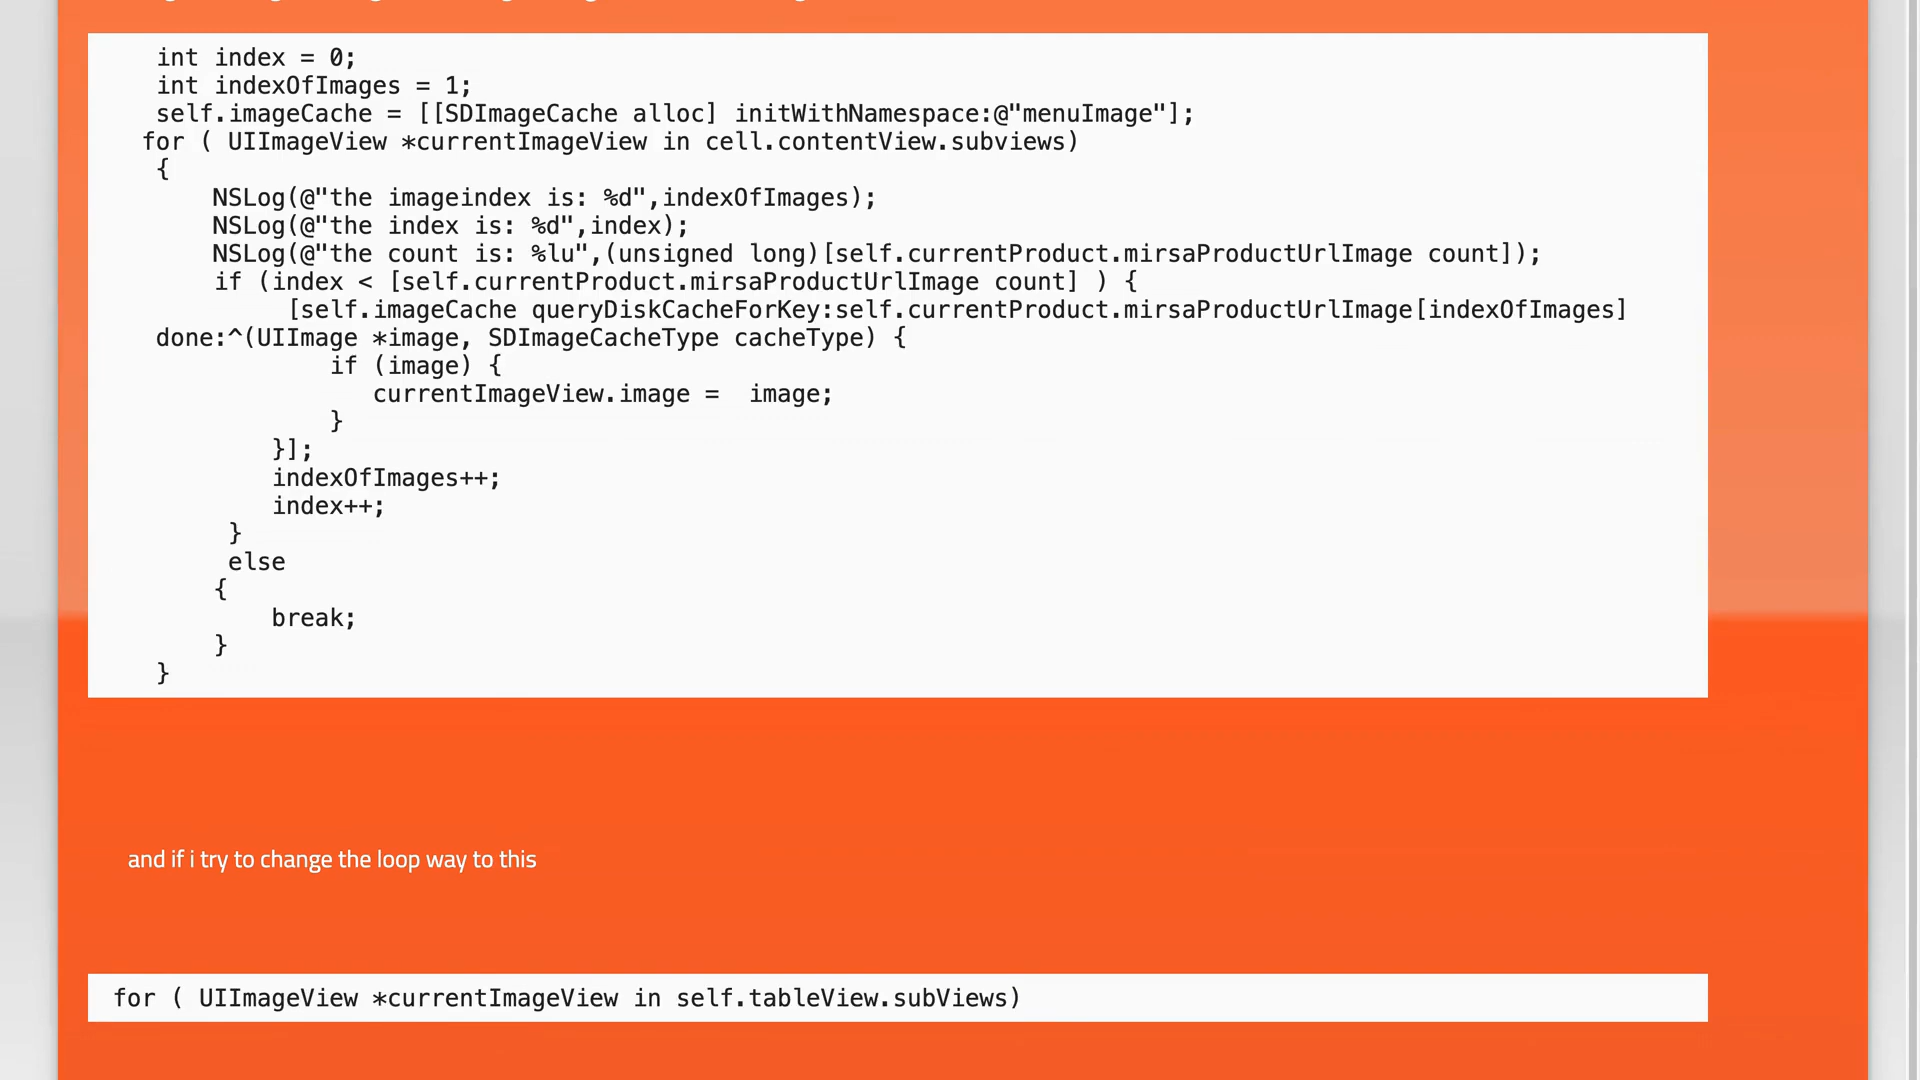 int index = 0;
int indexOfImages = 1;
self.imageCache = [[SDImageCache alloc] initWithNamespace:@"menuImage"];
for ( UIImageView *currentImageView in cell.contentView.subviews)
{
NSLog(@"the imageindex is: %d",indexOfImages);
NSLog(@"the index is: %d",index);
NSLog(@"the count is: %lu",(unsigned long)[self.currentProduct.mirsaProductUrlImage count]);
if (index < [self.currentProduct.mirsaProductUrlImage count] ) {
[self.imageCache queryDiskCacheForKey:self.currentProduct.mirsaProductUrlImage[indexOfImages]
done:^(UIImage *image, SDImageCacheType cacheType) {
if (image) {
currentImageView.image =  image;
}
}];
indexOfImages++;
index++;
}
else
{
break;
}
}
and if i try to change the loop way to this
for ( UIImageView *currentImageView in self.tableView.subViews)